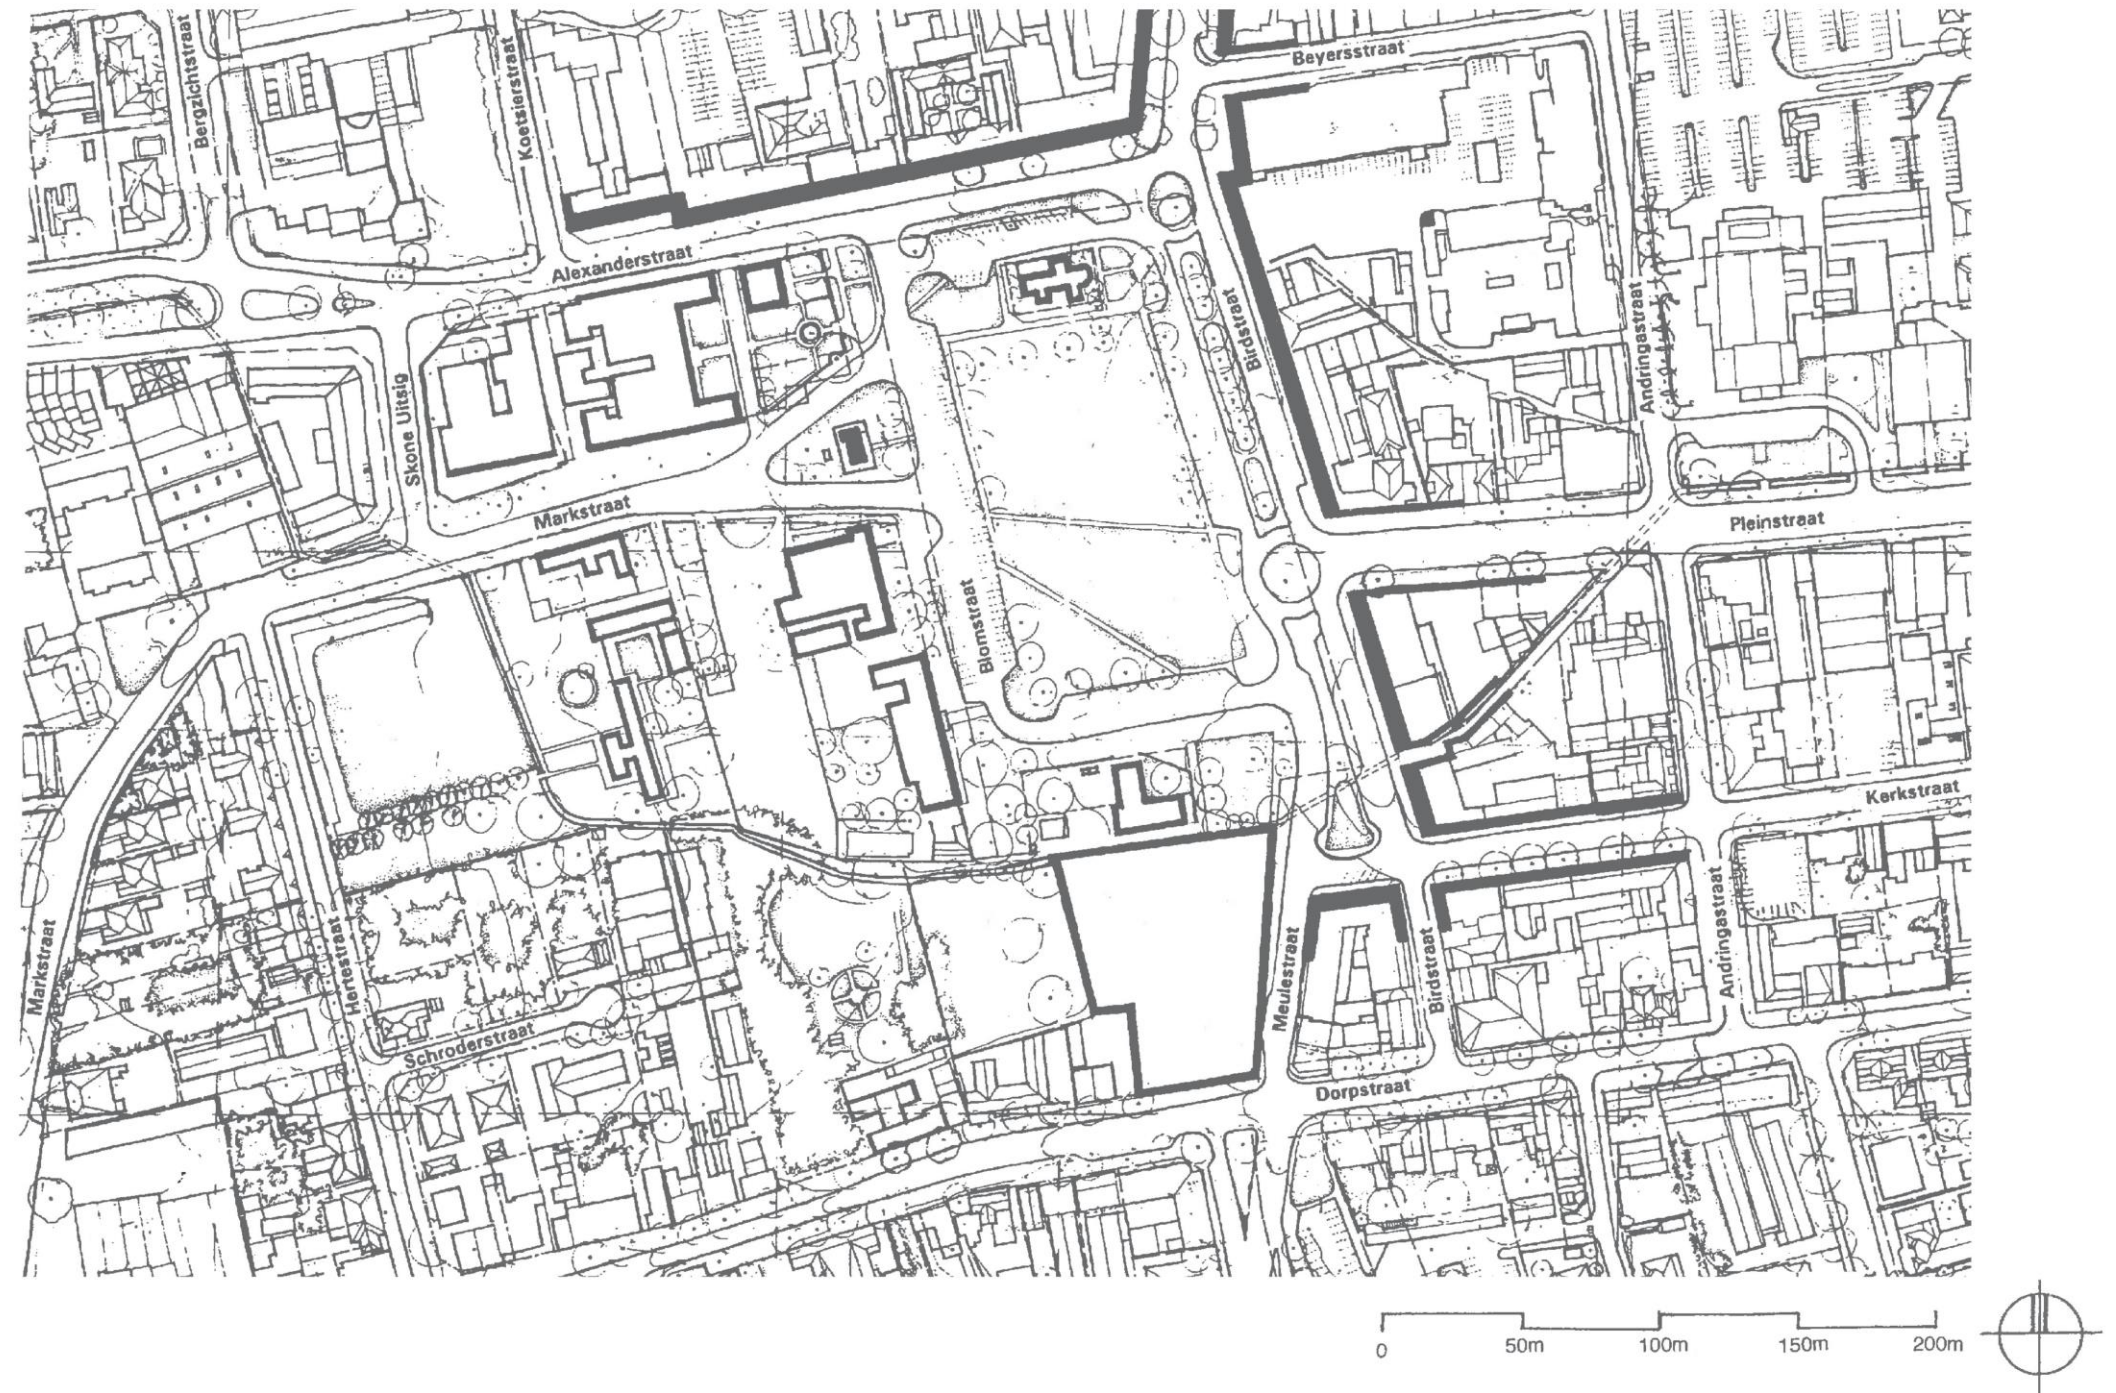 Bergzichtstraat
Koetsierstraat
Beyersstraat
Alexanderstraat
Birdstraat
Andringastraat
Skone Uitsig
Markstraat
Pleinstraat
Blomstraat
Kerkstraat
Markstraat
Hertestraat
Meulestraat
Birdstraat
Andringastraat
Schroderstraat
Dorpstraat
0 50m 100m 150m 200m